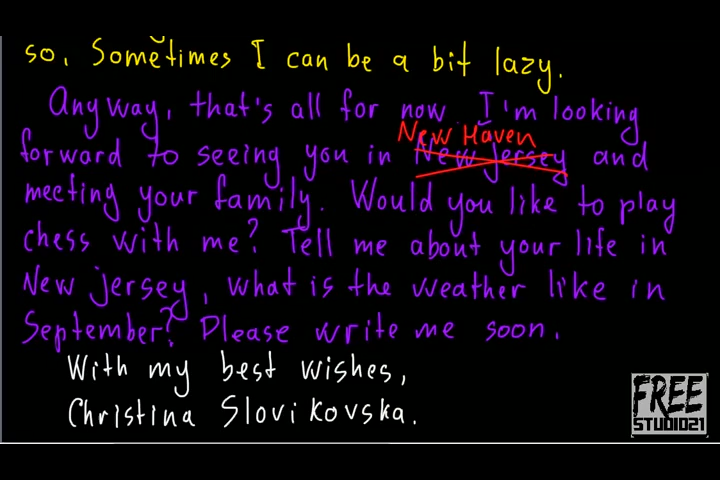 so. Sometimes I can be a bit lazy.
Anyway, that's all for now. I'm looking
New Haven
forward to seeing you in New Jersey and
meeting your family. Would you like to play
chess with me? Tell me about your life in
New Jersey, what is the weather like in
September? Please write me soon.
With my best wishes,
Christina Slovikovska.
FREE
STUDIO21